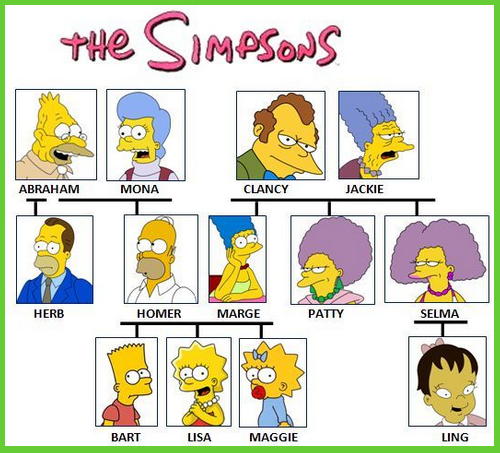 THE SIMPSONS
ABRAHAM MONA CLANCY JACKIE
HERB HOMER MARGE PATTY SELMA
BART LISA MAGGIE LING